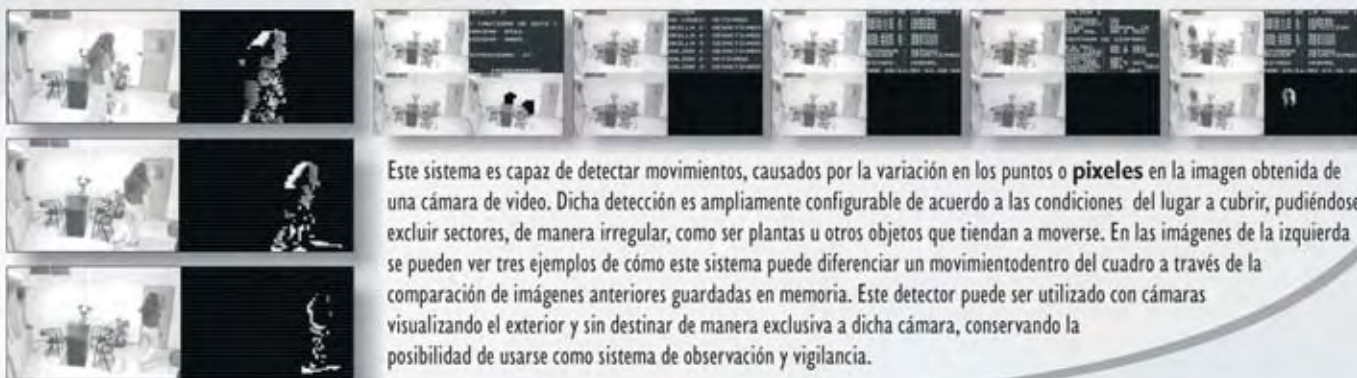 Este sistema es capaz de detectar movimientos, causados por la variación en los puntos o pixeles en la imagen obtenida de
una cámara de video. Dicha detección es ampliamente configurable de acuerdo a las condiciones del lugar a cubrir, pudiéndose
excluir sectores, de manera irregular, como ser plantas u otros objetos que tiendan a moverse. En las imágenes de la izquierda
se pueden ver tres ejemplos de cómo este sistema puede diferenciar un movimientodentro del cuadro a través de la
comparación de imágenes anteriores guardadas en memoria. Este detector puede ser utilizado con cámaras
visualizando el exterior y sin destinar de manera exclusiva a dicha cámara, conservando la
posibilidad de usarse como sistema de observación y vigilancia.